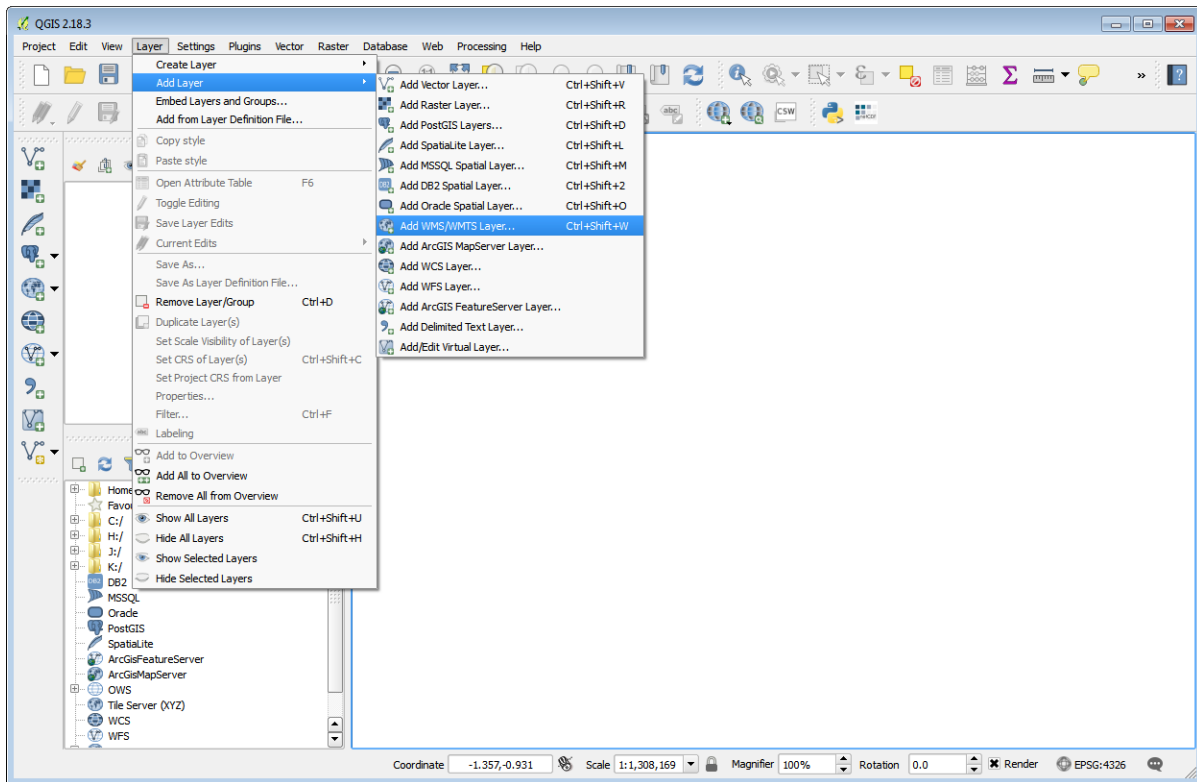 QGIS 2.18.3
Project Edit View Layer Settings Plugins Vector Raster Database Web Processing Help
Create Layer
Add Layer
Embed Layers and Groups...
Add from Layer Definition File...
Copy style
Paste style
Open Attribute Table F6
Toggle Editing
Save Layer Edits
Current Edits
Save As...
Save As Layer Definition File...
Remove Layer/Group Ctrl+D
Duplicate Layer(s)
Set Scale Visibility of Layer(s)
Set CRS of Layer(s) Ctrl+Shift+C
Set Project CRS from Layer
Properties...
Filter... Ctrl+F
Labeling
Add to Overview
Add All to Overview
Remove All from Overview
Show All Layers Ctrl+Shift+U
Hide All Layers Ctrl+Shift+H
Show Selected Layers
Hide Selected Layers
Add Vector Layer... Ctrl+Shift+V
Add Raster Layer... Ctrl+Shift+R
Add PostGIS Layers... Ctrl+Shift+D
Add SpatiaLite Layer... Ctrl+Shift+L
Add MSSQL Spatial Layer... Ctrl+Shift+M
Add DB2 Spatial Layer... Ctrl+Shift+2
Add Oracle Spatial Layer... Ctrl+Shift+O
Add WMS/WMTS Layer... Ctrl+Shift+W
Add ArcGIS MapServer Layer...
Add WCS Layer...
Add WFS Layer...
Add ArcGIS FeatureServer Layer...
Add Delimited Text Layer...
Add/Edit Virtual Layer...
abc
CSW
Home
C:/
H:/
J:/
K:/
DB2
MSSQL
Oracle
PostGIS
SpatiaLite
ArcGisFeatureServer
ArcGisMapServer
OWS
Tile Server (XYZ)
WCS
WFS
Coordinate -1.357,-0.931 Scale 1:1,308,169 Magnifier 100% Rotation 0.0 Render EPSG:4326